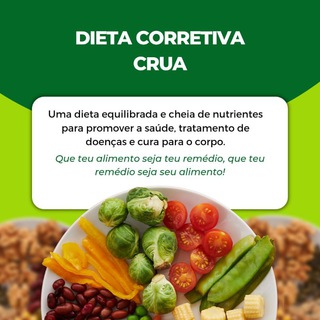 DIETA CORRETIVA
CRUA
Uma dieta equilibrada e cheia de nutrientes
para promover a saúde, tratamento de
doenças e cura para o corpo.
Que teu alimento seja teu remédio, que teu
remédio seja seu alimento!